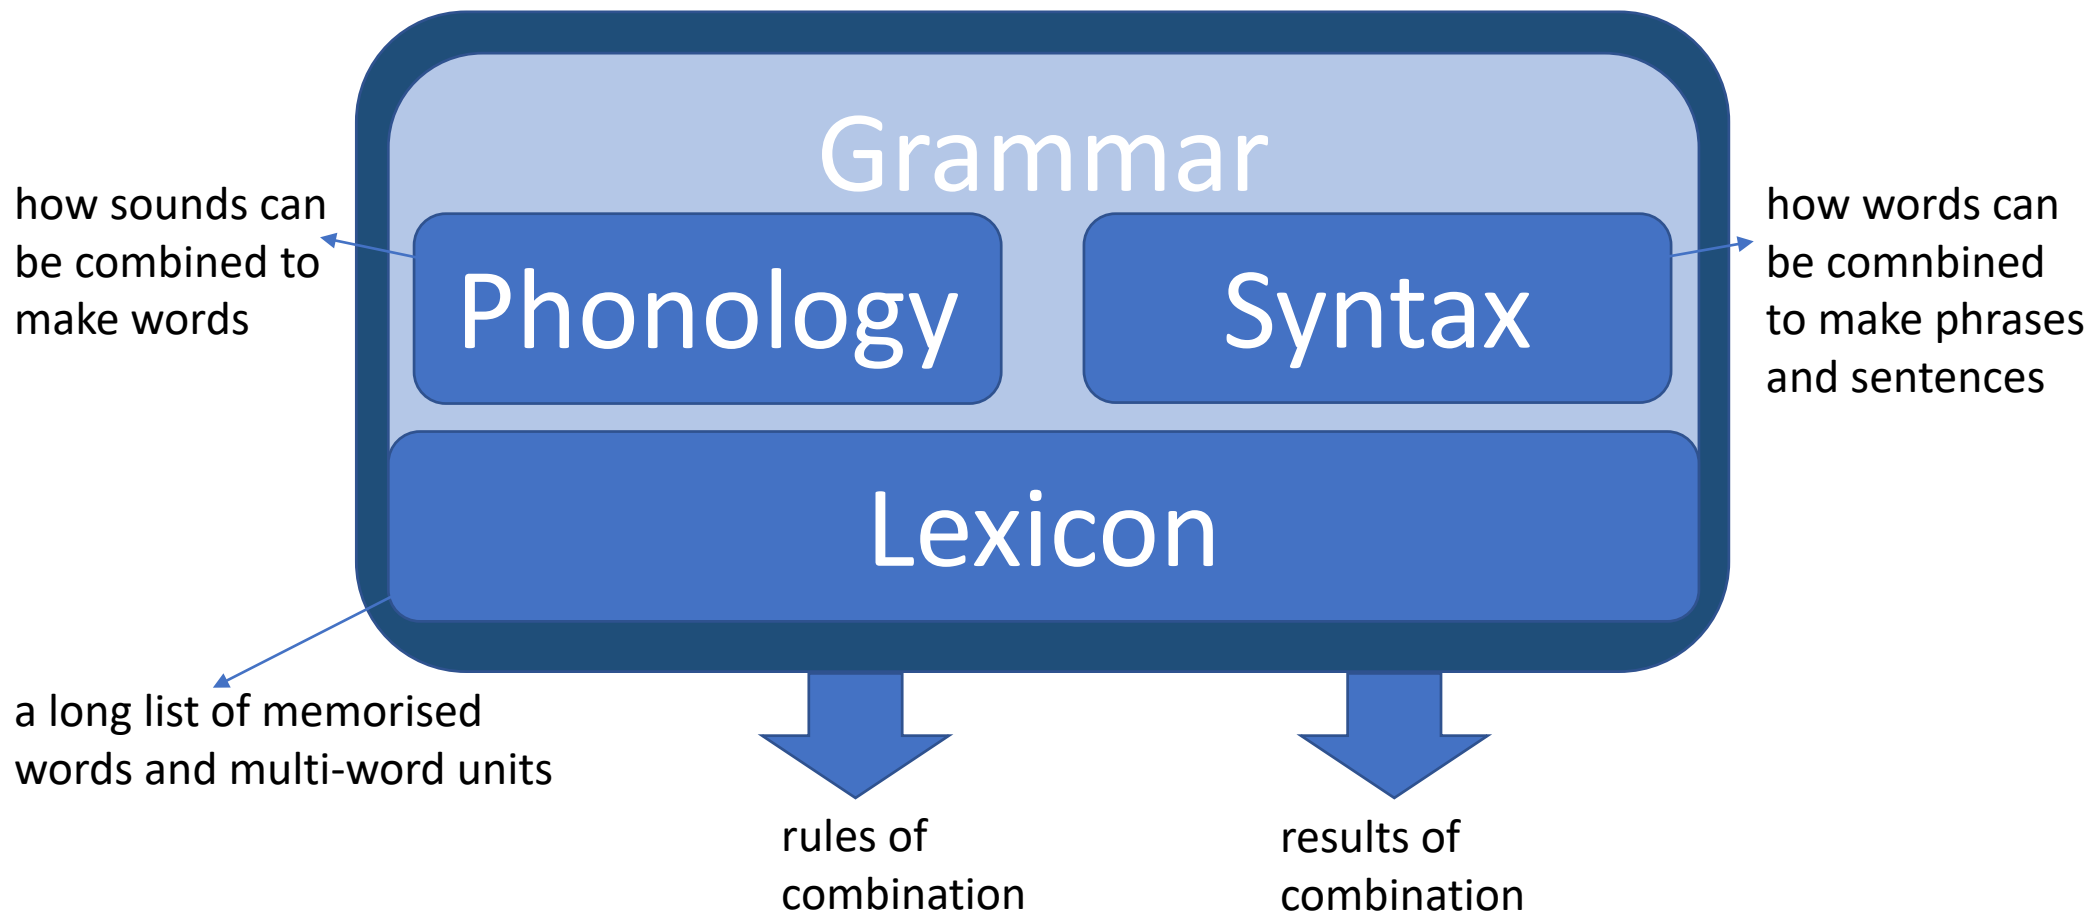 Grammar
how sounds can
be combined to
make words
Phonology
Syntax
how words can
be comnbined
to make phrases
and sentences
Lexicon
a long list of memorised
words and multi-word units
rules of
combination
results of
combination